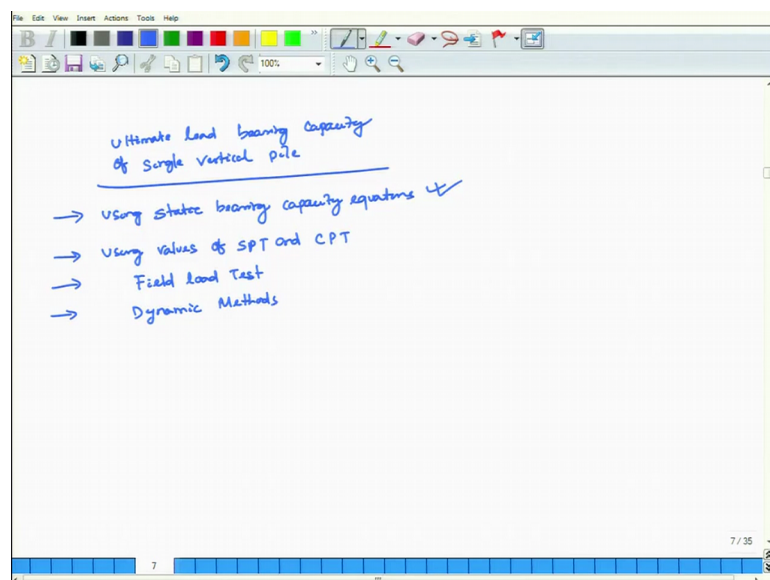 File Edit View Insert Actions Tools Help
B I
100%
Ultimate load bearing capacity
of single vertical pile
→ Using static bearing capacity equations
→ Using values of SPT and CPT
→ Field load Test
→ Dynamic Methods
7 / 35
7